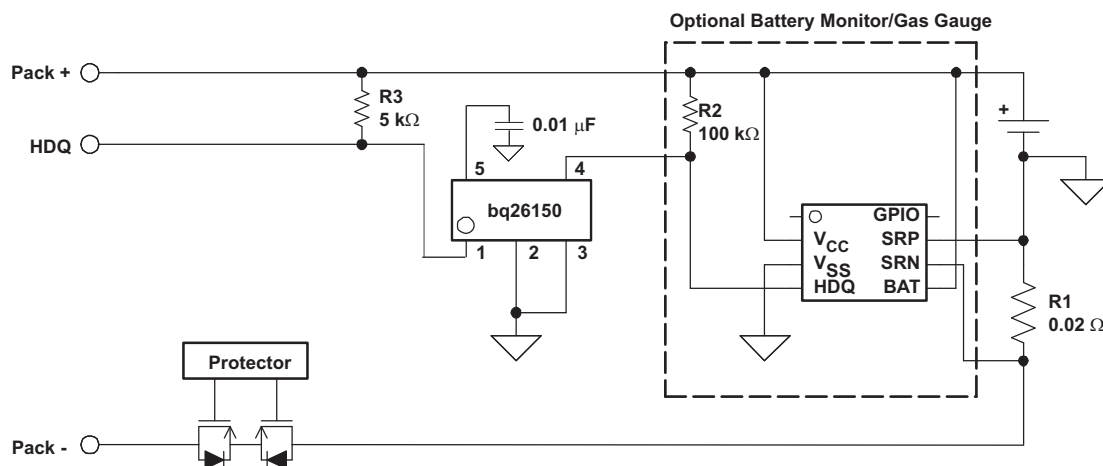 Optional Battery Monitor/Gas Gauge
Pack +
R3
5 kΩ
HDQ
0.01 μF
5
4
bq26150
1
2
3
R2
100 kΩ
+
GPIO
VCC
SRP
VSS
SRN
HDQ
BAT
R1
0.02 Ω
Protector
Pack -